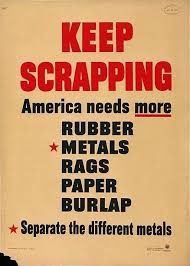 KEEP
SCRAPPING
America needs more
RUBBER
★ METALS
RAGS
PAPER
BURLAP
★ Separate the different metals